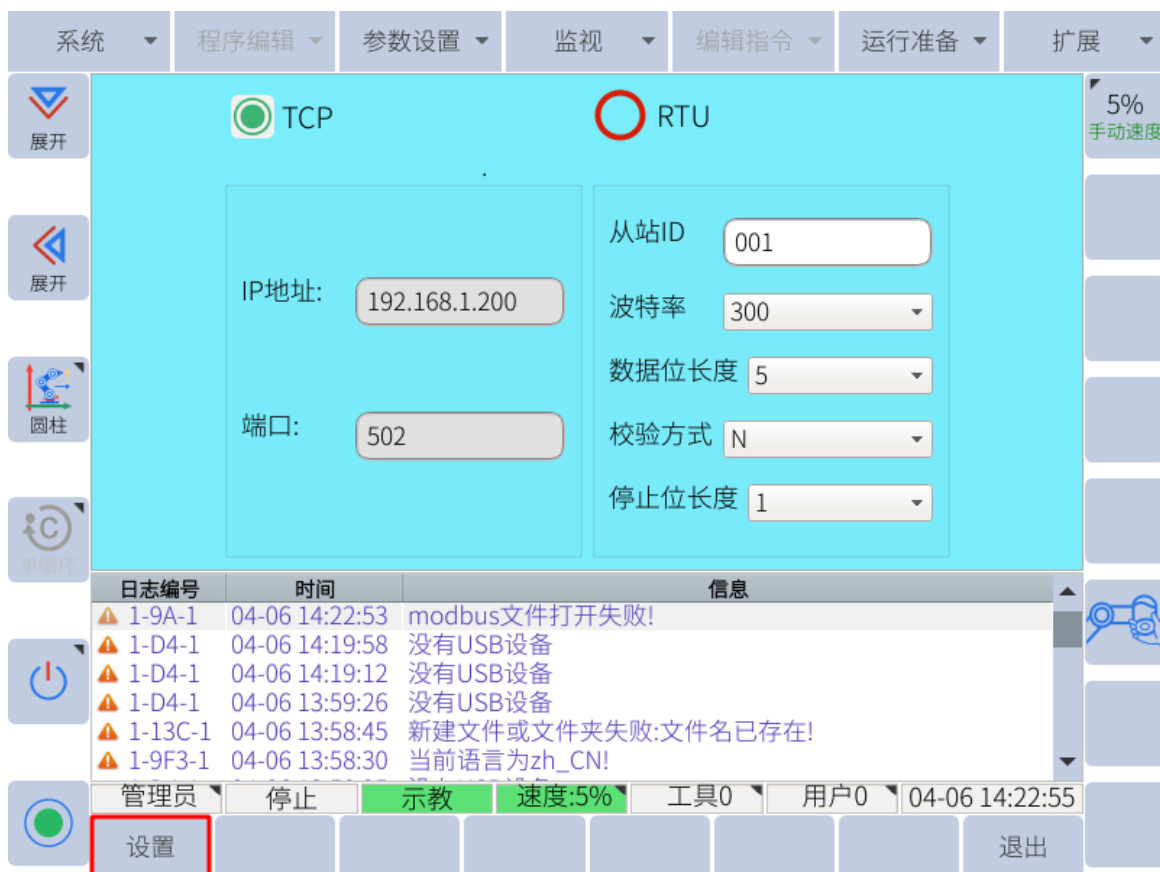 系统 程序编辑 参数设置 监视 编辑指令 运行准备 扩展
展开
TCP RTU
5%
手动速度
展开
IP地址: 192.168.1.200
端口: 502
从站ID 001
波特率 300
数据位长度 5
校验方式 N
停止位长度 1
圆柱
C
单循环
日志编号 时间 信息
1-9A-1 04-06 14:22:53 modbus文件打开失败!
1-D4-1 04-06 14:19:58 没有USB设备
1-D4-1 04-06 14:19:12 没有USB设备
1-D4-1 04-06 13:59:26 没有USB设备
1-13C-1 04-06 13:58:45 新建文件或文件夹失败:文件名已存在!
1-9F3-1 04-06 13:58:30 当前语言为zh_CN!
管理员 停止 示教 速度:5% 工具0 用户0 04-06 14:22:55
设置 退出